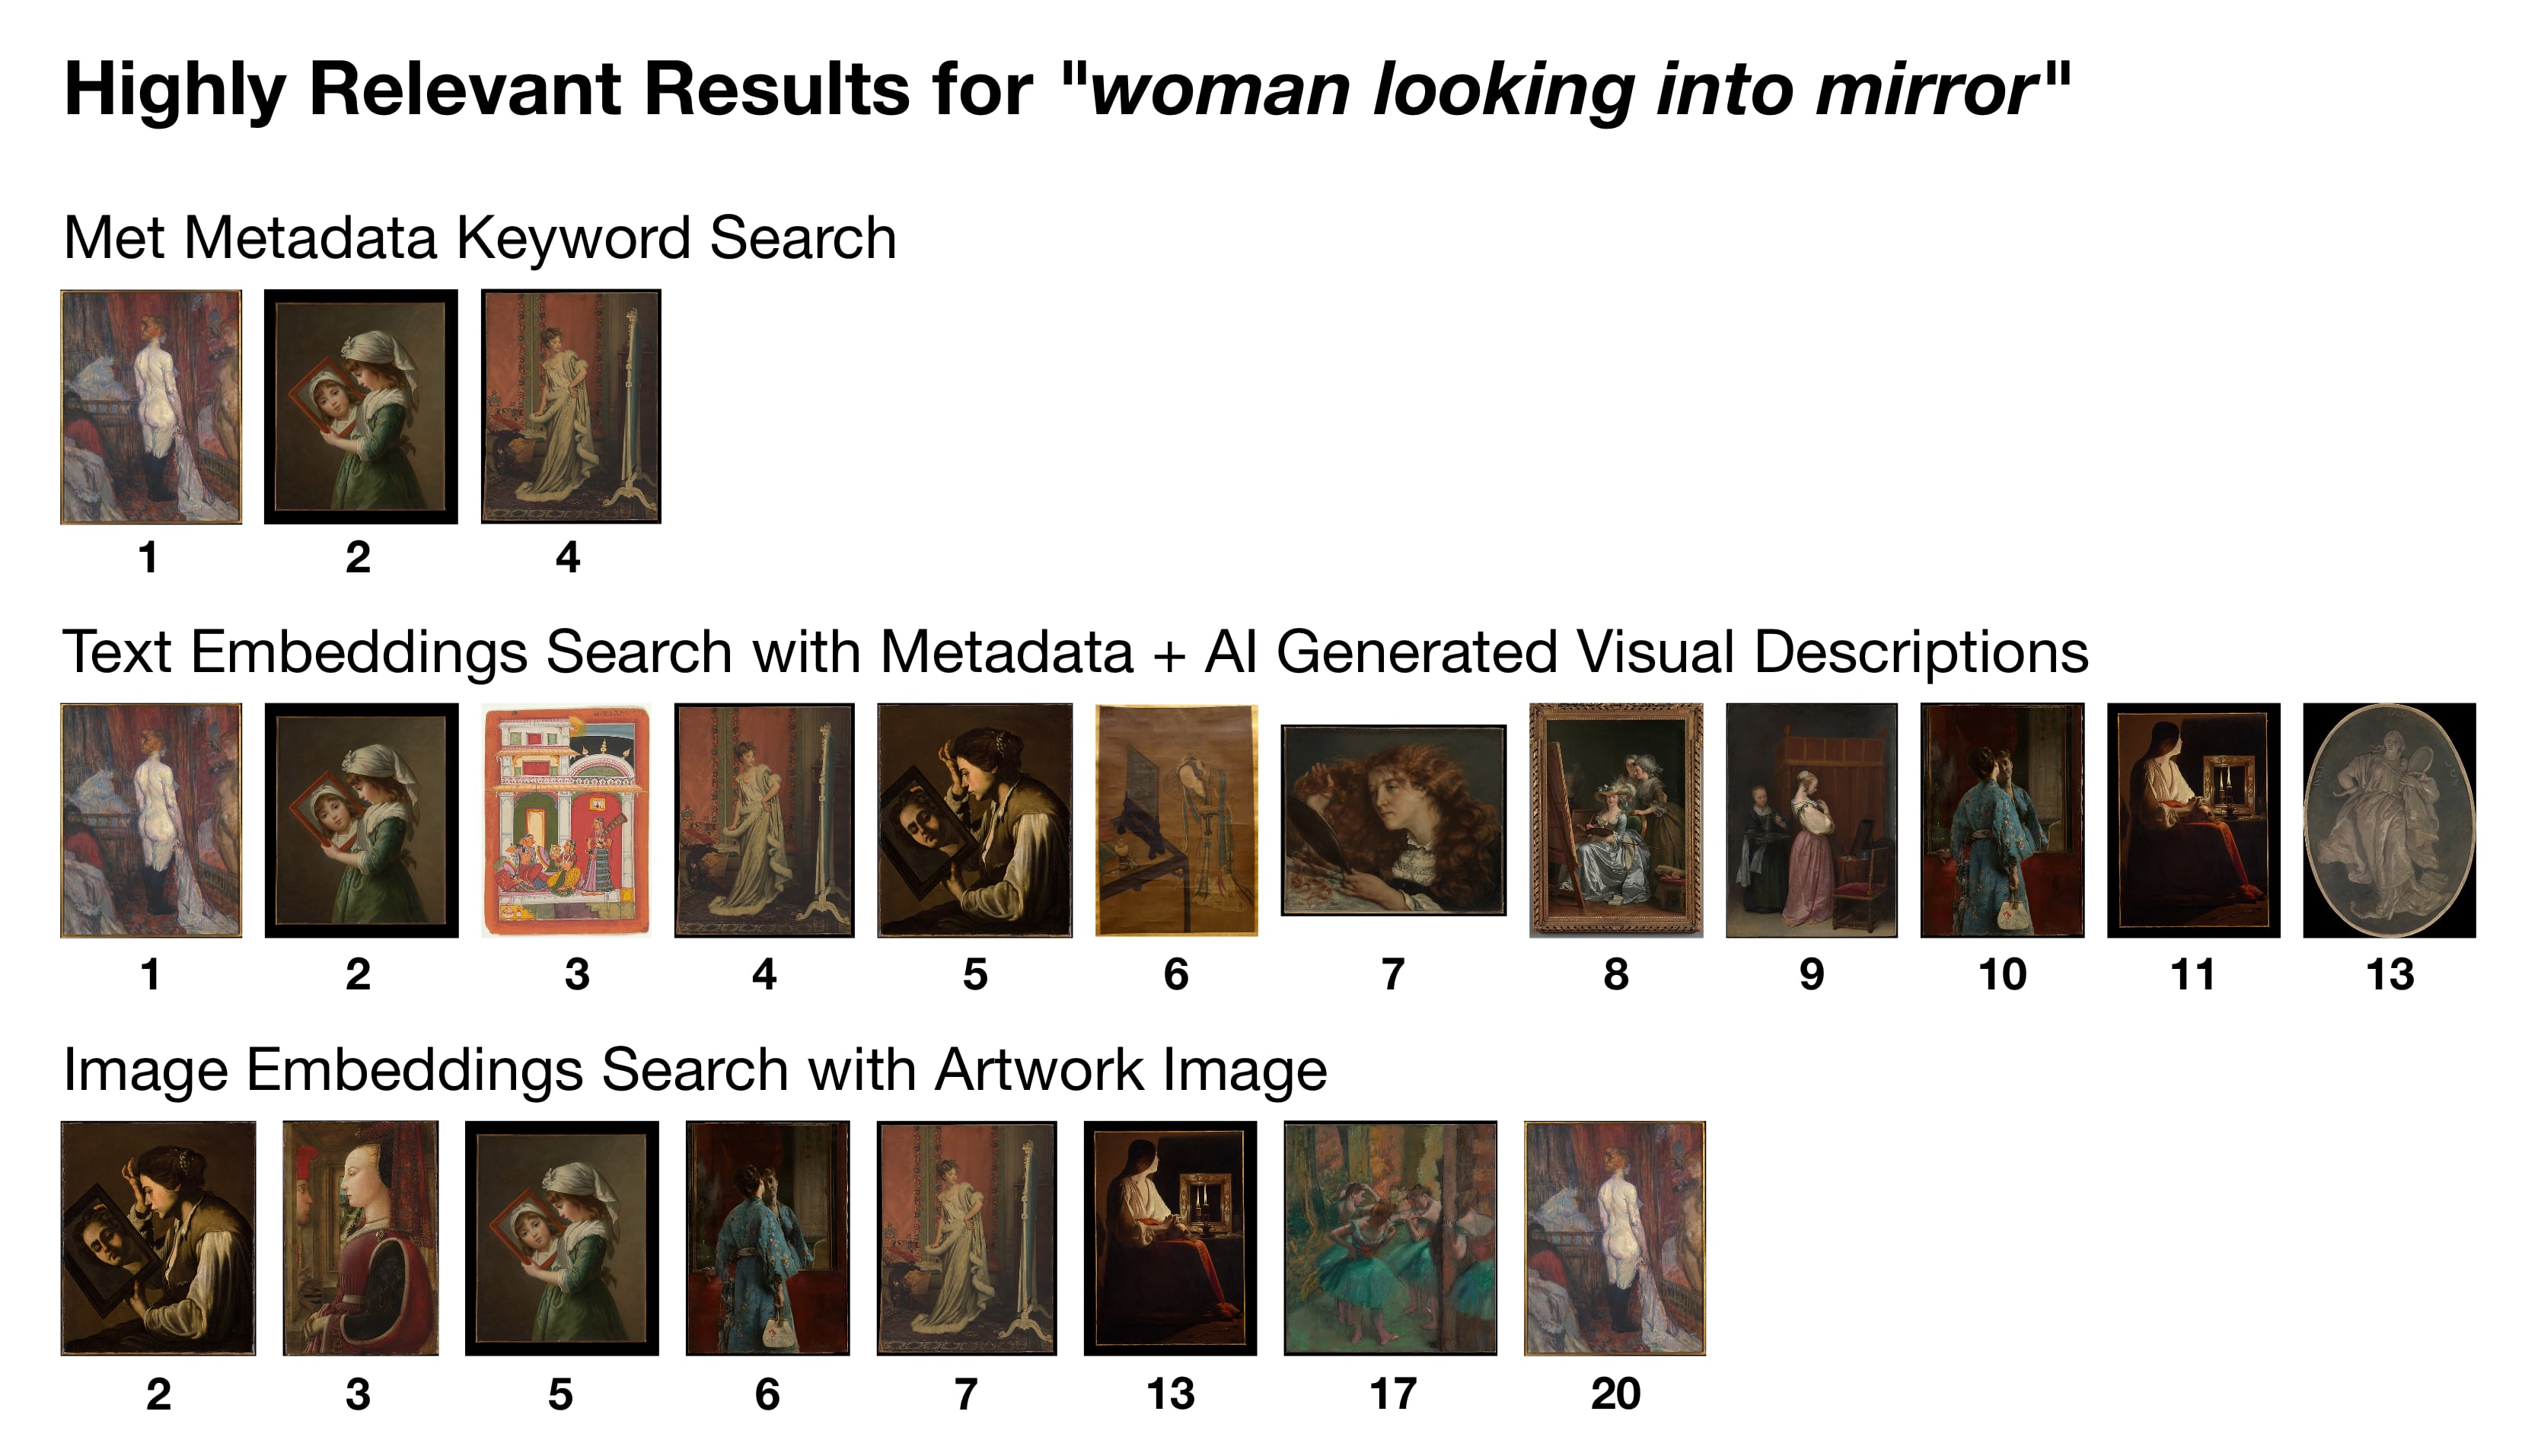 Highly Relevant Results for "woman looking into mirror"
Met Metadata Keyword Search
1 2 4
Text Embeddings Search with Metadata + AI Generated Visual Descriptions
1 2 3 4 5 6 7 8 9 10 11 13
Image Embeddings Search with Artwork Image
2 3 5 6 7 13 17 20